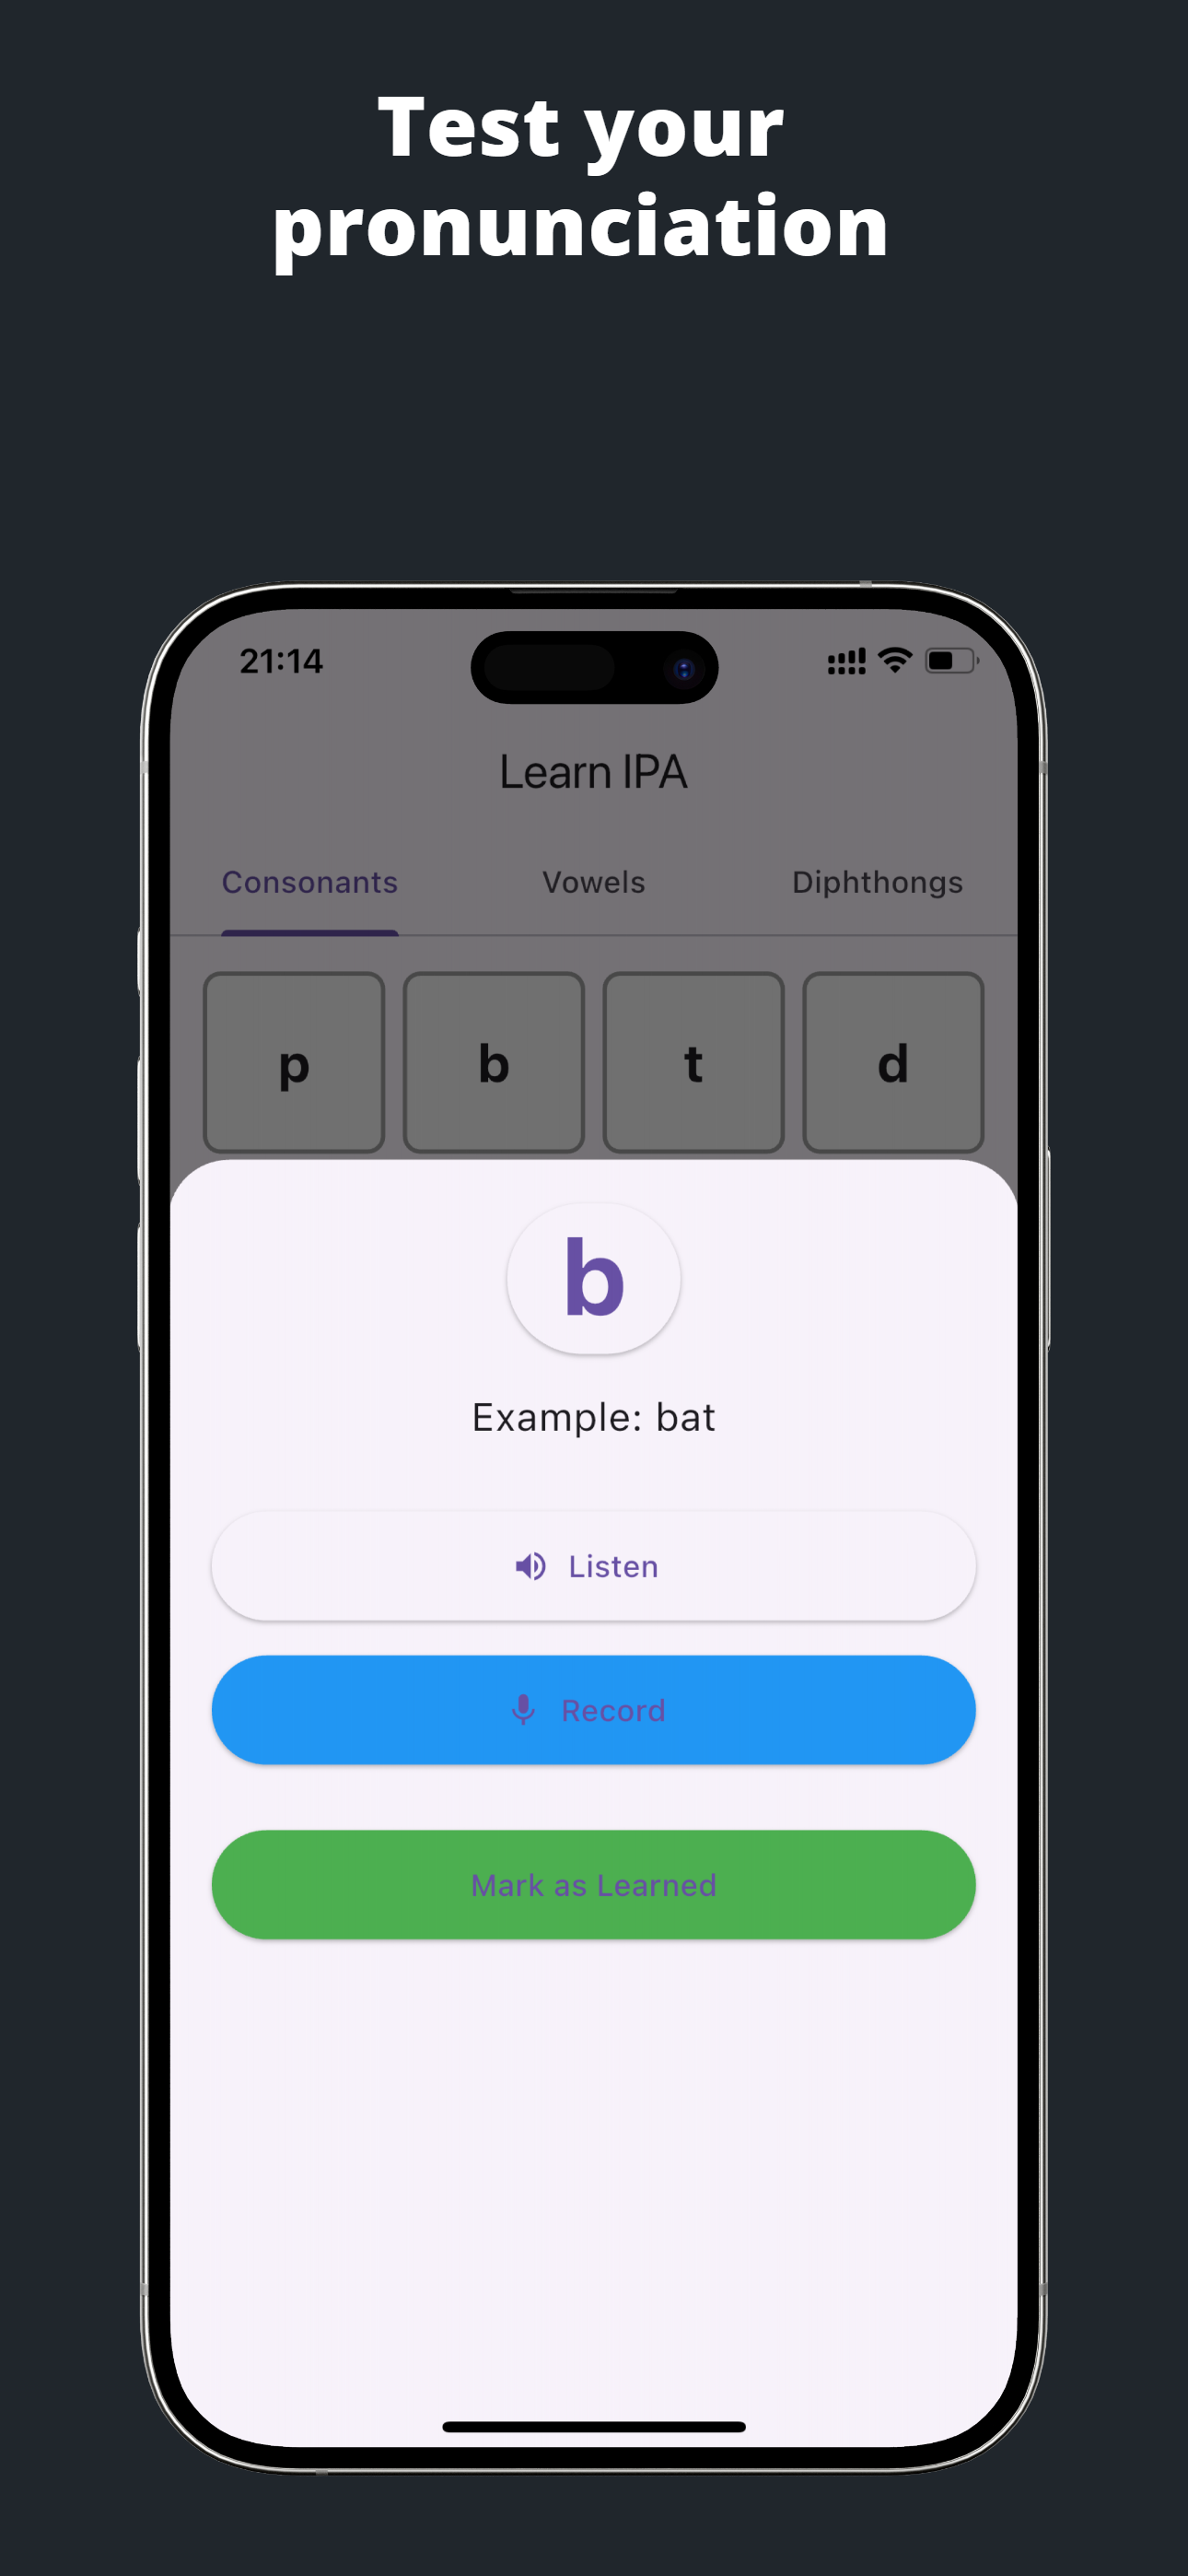 Test your
pronunciation
21:14
Learn IPA
Consonants Vowels Diphthongs
p b t d
b
Example: bat
Listen
Record
Mark as Learned